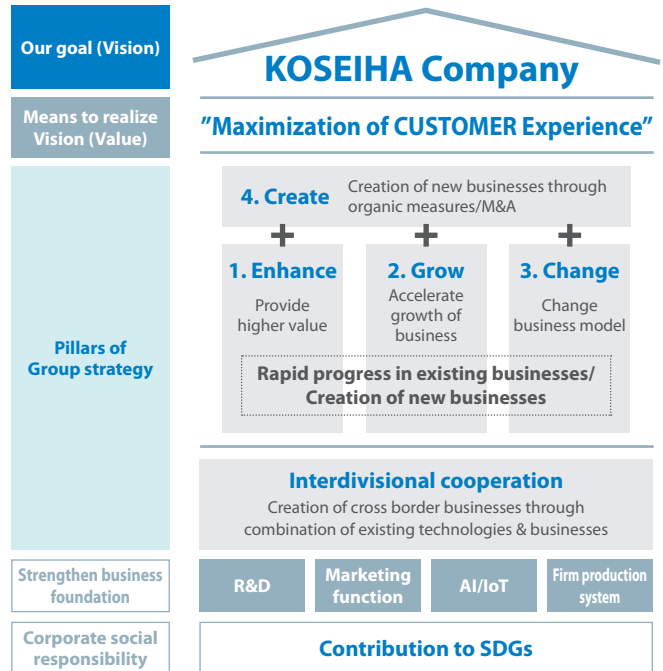 Our goal (Vision)
KOSEIHA Company
Means to realize
Vision (Value)
”Maximization of CUSTOMER Experience”
Pillars of
Group strategy
4. Create
Creation of new businesses through
organic measures/M&A
+
+
+
1. Enhance
Provide
higher value
2. Grow
Accelerate
growth of
business
3. Change
Change
business model
Rapid progress in existing businesses/
Creation of new businesses
Interdivisional cooperation
Creation of cross border businesses through
combination of existing technologies & businesses
Strengthen business
foundation
R&D
Marketing
function
AI/IoT
Firm production
system
Corporate social
responsibility
Contribution to SDGs